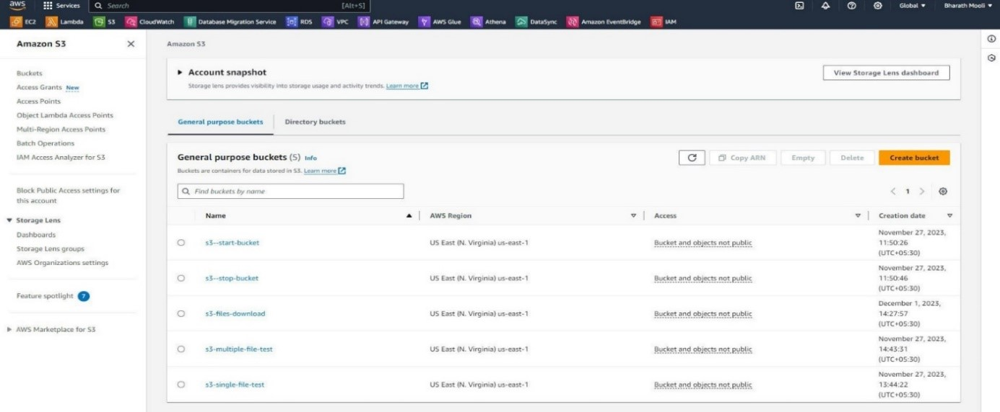 aws Services Search [Alt+S] Global Bharath Mooli
EC2 Lambda S3 CloudWatch Database Migration Service RDS VPC API Gateway AWS Glue Athena DataSync Amazon EventBridge IAM
Amazon S3
Buckets
Access Grants New
Access Points
Object Lambda Access Points
Multi-Region Access Points
Batch Operations
IAM Access Analyzer for S3
Block Public Access settings for
this account
Storage Lens
Dashboards
Storage Lens groups
AWS Organizations settings
Feature spotlight 7
AWS Marketplace for S3
Amazon S3
Account snapshot
View Storage Lens dashboard
Storage lens provides visibility into storage usage and activity trends. Learn more
General purpose buckets Directory buckets
General purpose buckets (5) Info
Copy ARN Empty Delete Create bucket
Buckets are containers for data stored in S3. Learn more
Find buckets by name
1
Name AWS Region Access Creation date
s3--start-bucket US East (N. Virginia) us-east-1 Bucket and objects not public November 27, 2023,
11:50:26
(UTC+05:30)
s3--stop-bucket US East (N. Virginia) us-east-1 Bucket and objects not public November 27, 2023,
11:50:46
(UTC+05:30)
s3-files-download US East (N. Virginia) us-east-1 Bucket and objects not public December 1, 2023,
14:27:57
(UTC+05:30)
s3-multiple-file-test US East (N. Virginia) us-east-1 Bucket and objects not public November 27, 2023,
14:43:31
(UTC+05:30)
s3-single-file-test US East (N. Virginia) us-east-1 Bucket and objects not public November 27, 2023,
13:44:22
(UTC+05:30)